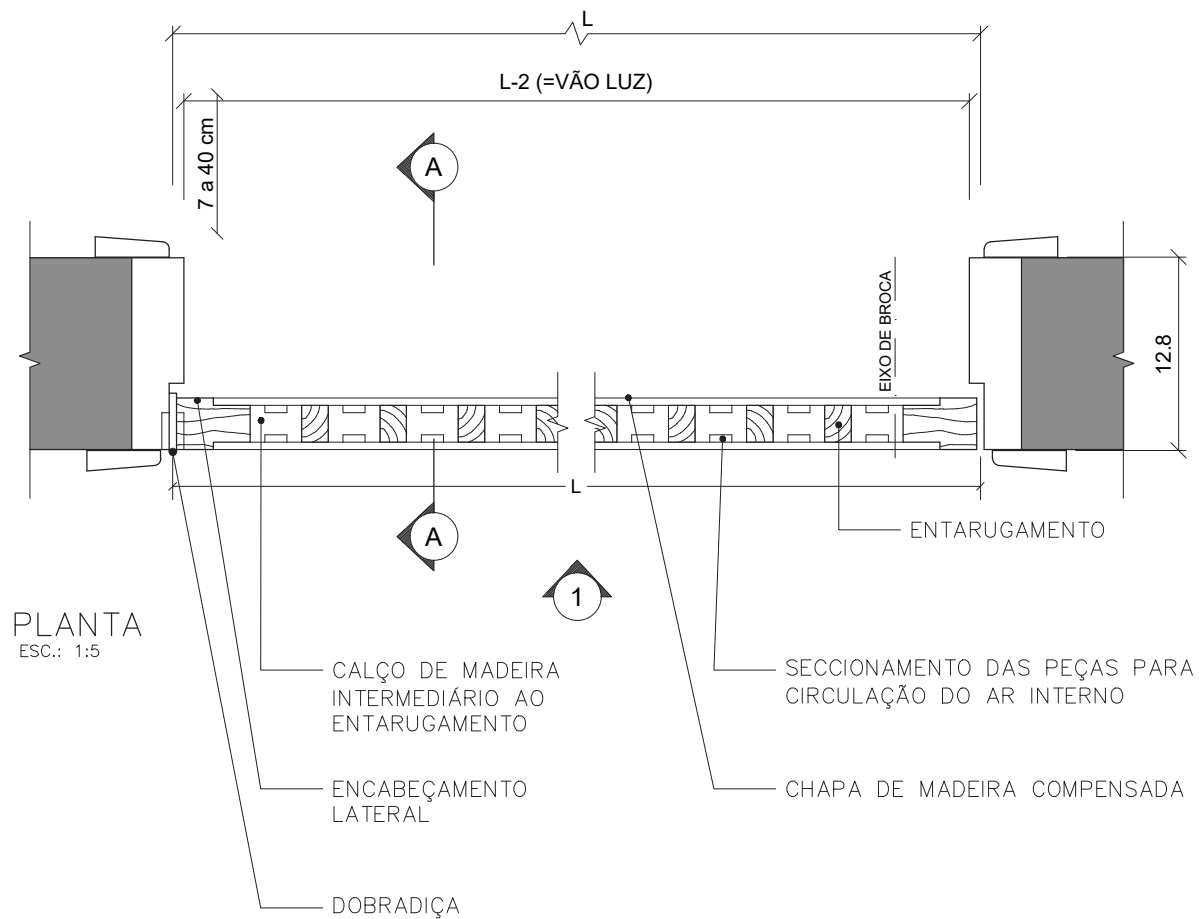 L
L-2 (=VÃO LUZ)
7 a 40 cm
A
EIXO DE BROCA
12.8
L
A
ENTARUGAMENTO
1
PLANTA
ESC.: 1:5
CALÇO DE MADEIRA
INTERMEDIÁRIO AO
ENTARUGAMENTO
SECCIONAMENTO DAS PEÇAS PARA
CIRCULAÇÃO DO AR INTERNO
ENCABEÇAMENTO
LATERAL
CHAPA DE MADEIRA COMPENSADA
DOBRADIÇA